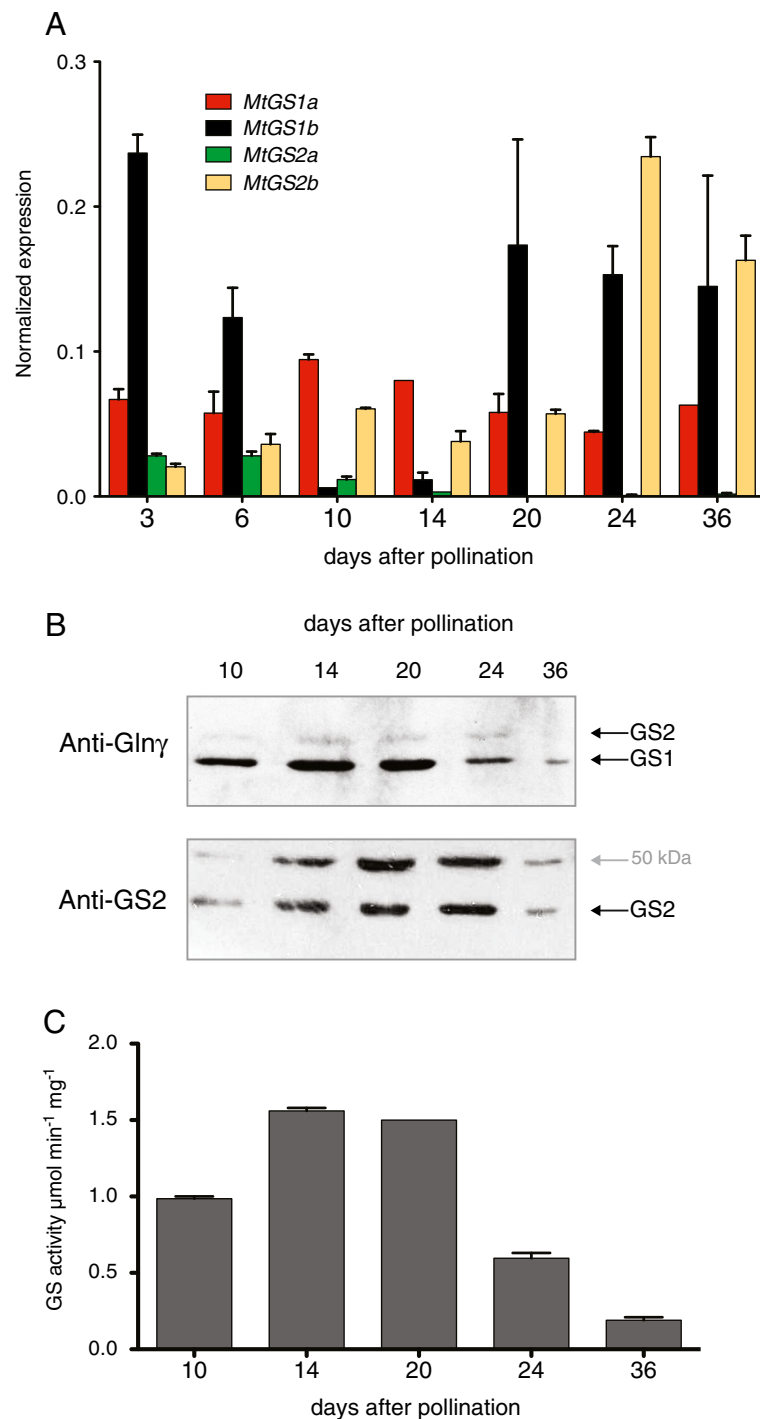 A
0.3
0.2
0.1
0.0
Normalized expression
MtGS1a
MtGS1b
MtGS2a
MtGS2b
3 6 10 14 20 24 36
days after pollination
B
days after pollination
10 14 20 24 36
Anti-Glnγ
GS2
GS1
Anti-GS2
50 kDa
GS2
C
2.0
1.5
1.0
0.5
0.0
GS activity µmol min⁻¹ mg⁻¹
10 14 20 24 36
days after pollination